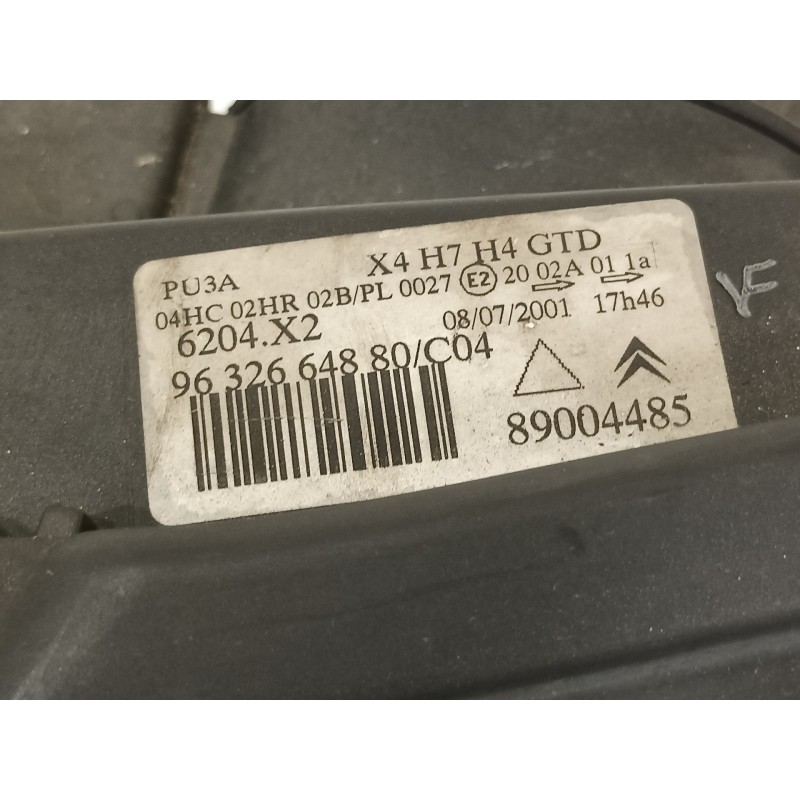 X4 H7 H4 GTD
PU3A
04HC 02HR 02B/PL 0027 E2 20 02A 01 1a
6204.X2
08/07/2001 17h46
96 326 648 80/C04
89004485